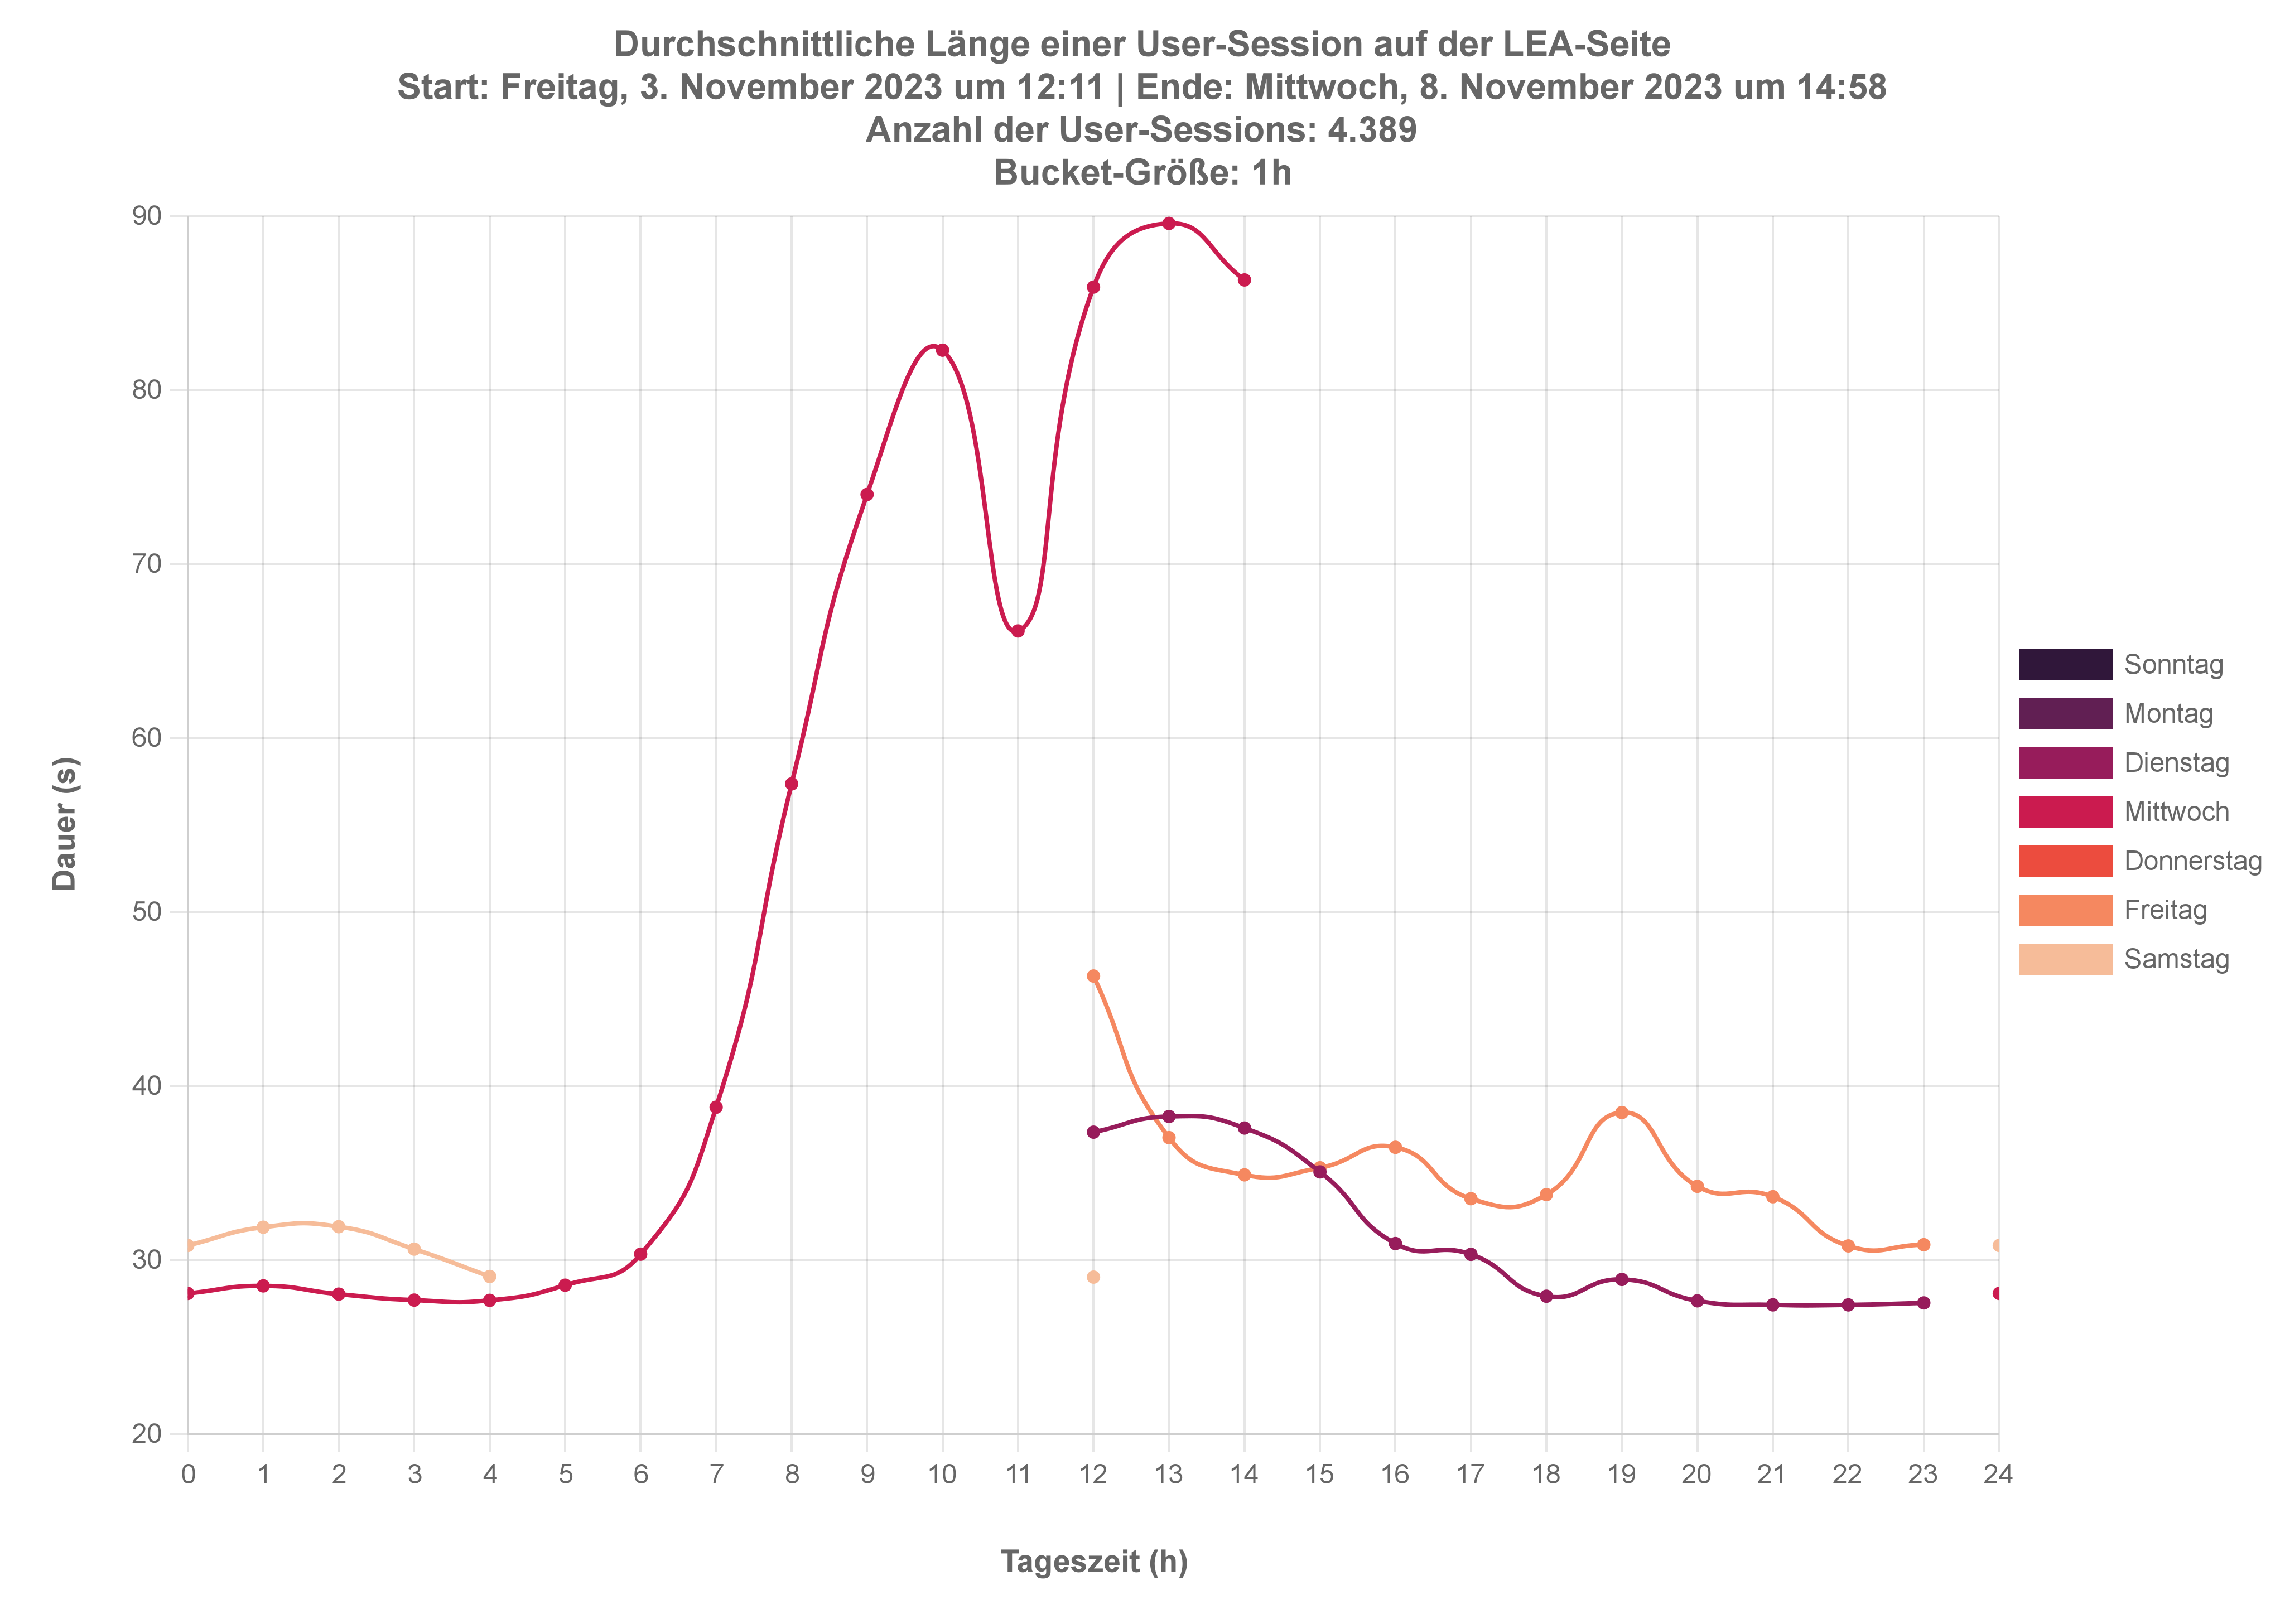 Durchschnittliche Länge einer User-Session auf der LEA-Seite
Start: Freitag, 3. November 2023 um 12:11 | Ende: Mittwoch, 8. November 2023 um 14:58
Anzahl der User-Sessions: 4.389
Bucket-Größe: 1h
90
80
70
60
50
40
30
20
Dauer (s)
0 1 2 3 4 5 6 7 8 9 10 11 12 13 14 15 16 17 18 19 20 21 22 23 24
Tageszeit (h)
Sonntag
Montag
Dienstag
Mittwoch
Donnerstag
Freitag
Samstag